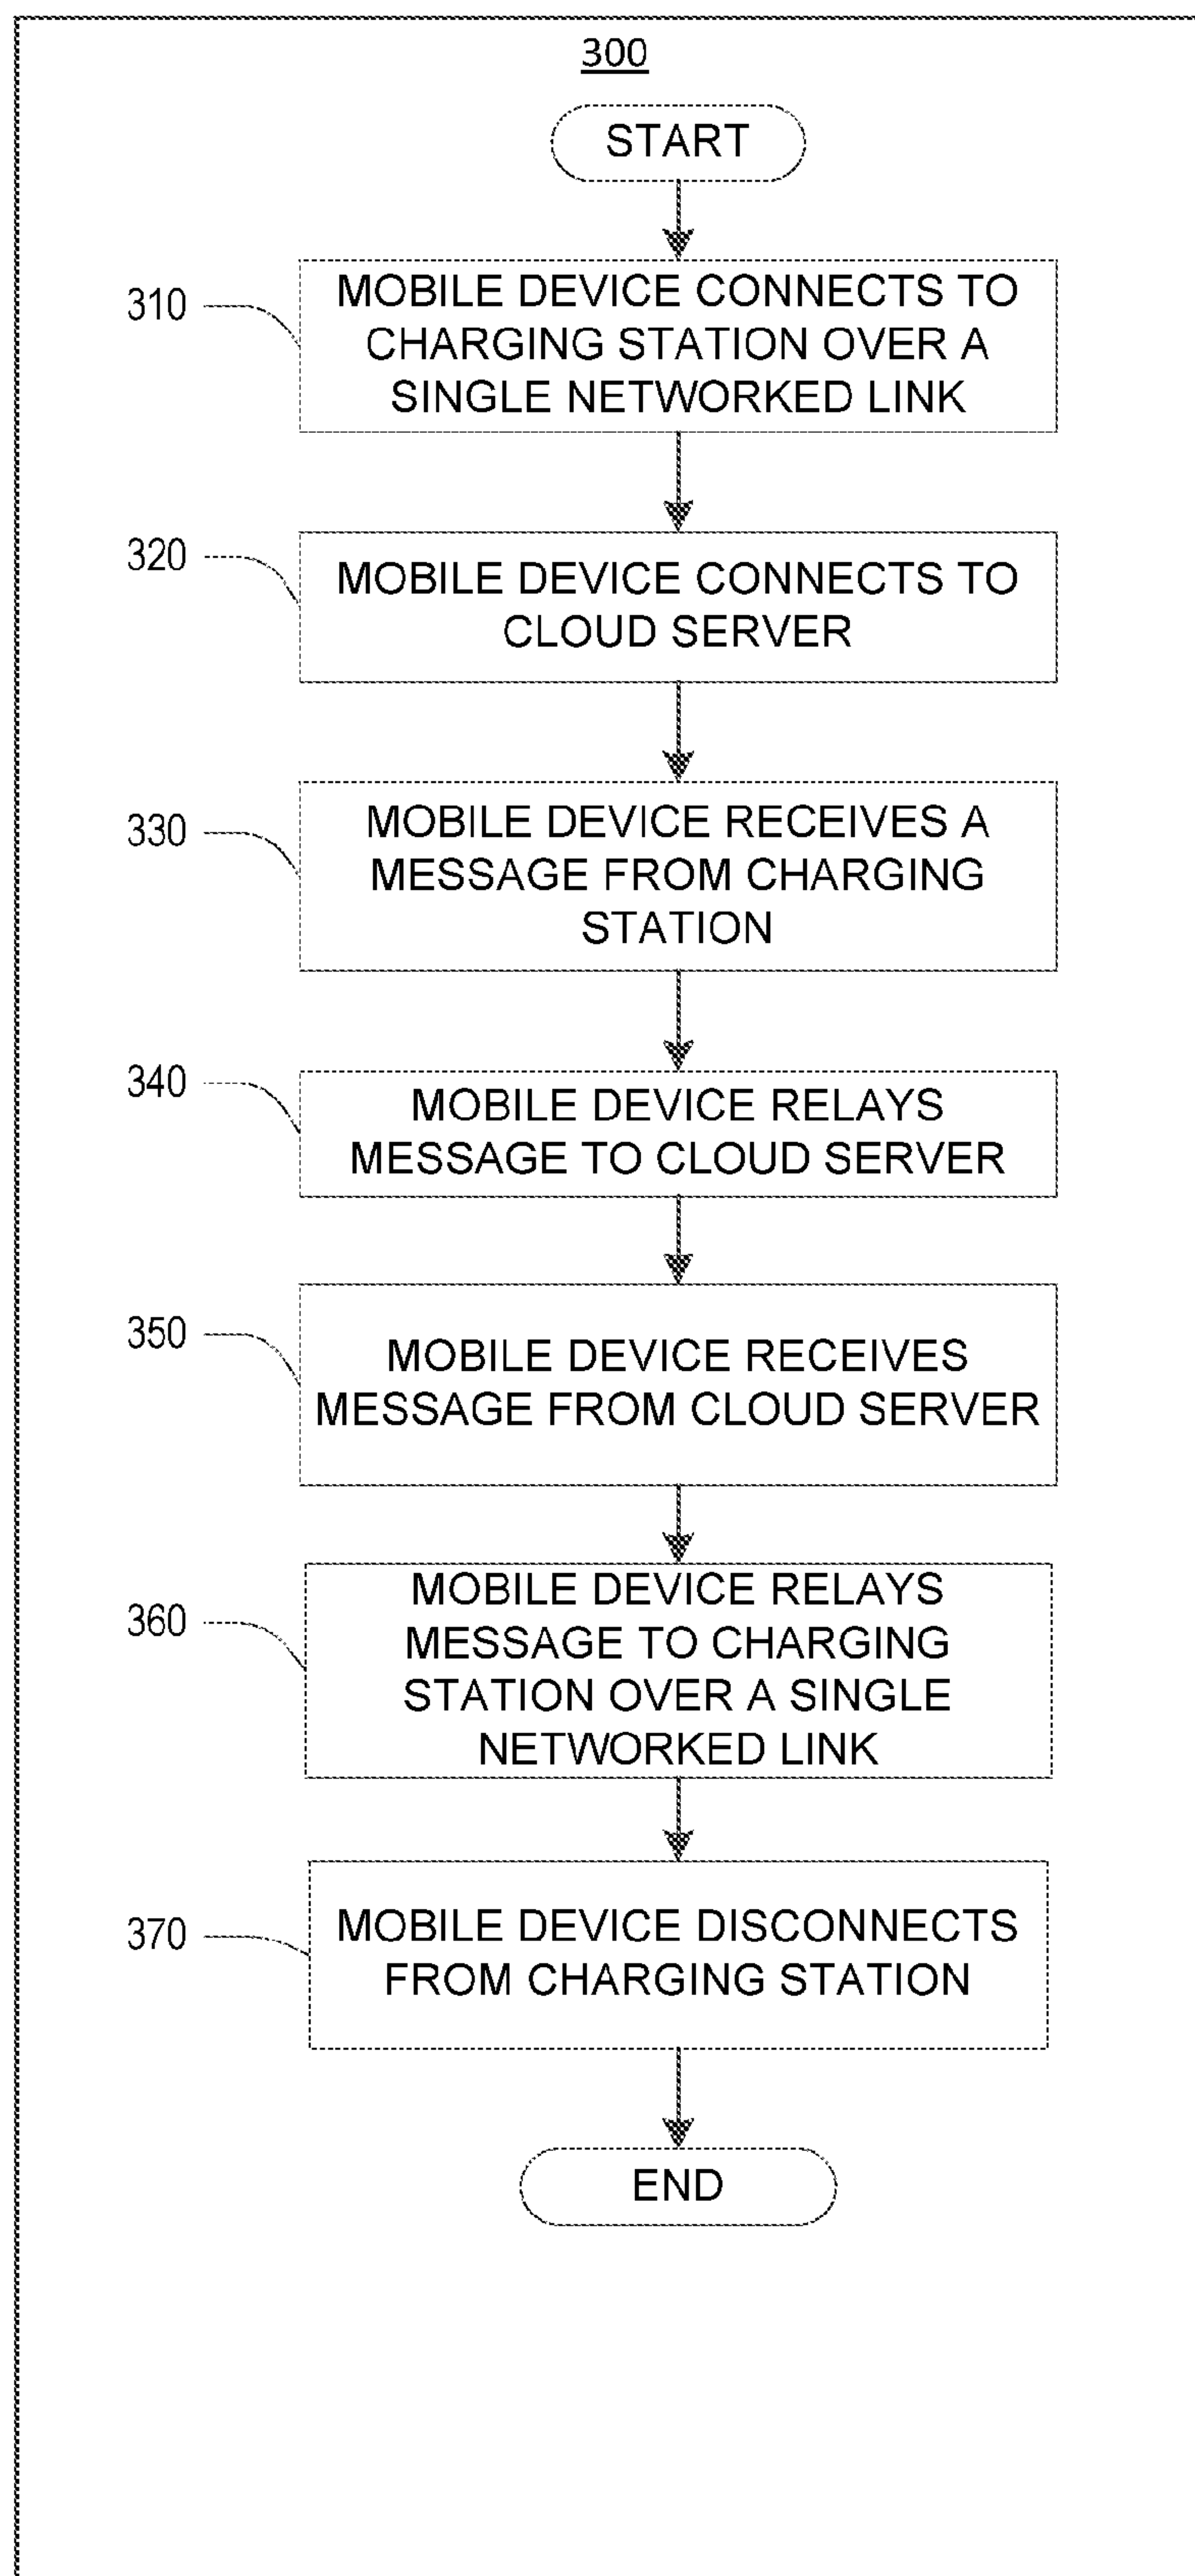 300
START
310
MOBILE DEVICE CONNECTS TO
CHARGING STATION OVER A
SINGLE NETWORKED LINK
320
MOBILE DEVICE CONNECTS TO
CLOUD SERVER
330
MOBILE DEVICE RECEIVES A
MESSAGE FROM CHARGING
STATION
340
MOBILE DEVICE RELAYS
MESSAGE TO CLOUD SERVER
350
MOBILE DEVICE RECEIVES
MESSAGE FROM CLOUD SERVER
360
MOBILE DEVICE RELAYS
MESSAGE TO CHARGING
STATION OVER A SINGLE
NETWORKED LINK
370
MOBILE DEVICE DISCONNECTS
FROM CHARGING STATION
END